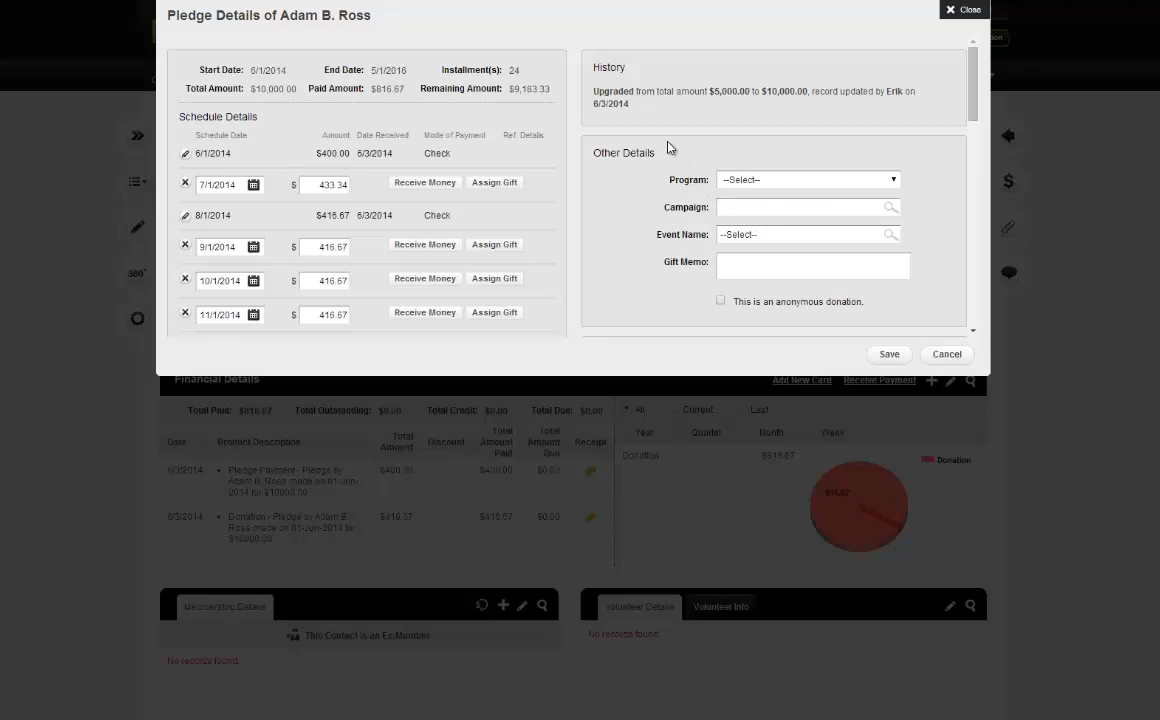 Pledge Details of Adam B. Ross
Close
Start Date: 6/1/2014 End Date: 5/1/2016 Installment(s): 24
Total Amount: $10,000.00 Paid Amount: $816.67 Remaining Amount: $9,183.33
Schedule Details
Schedule Date Amount Date Received Mode of Payment Ref. Details
6/1/2014 $400.00 6/3/2014 Check
7/1/2014 $ 433.34 Receive Money Assign Gift
8/1/2014 $416.67 6/3/2014 Check
9/1/2014 $ 416.67 Receive Money Assign Gift
10/1/2014 $ 416.67 Receive Money Assign Gift
11/1/2014 $ 416.67 Receive Money Assign Gift
History
Upgraded from total amount $5,000.00 to $10,000.00, record updated by Erik on
6/3/2014
Other Details
Program: --Select--
Campaign:
Event Name: --Select--
Gift Memo:
This is an anonymous donation.
Save Cancel
360°
Financial Details
Add New Card Receive Payment
Total Paid: $816.67 Total Outstanding: $0.00 Total Credit: $0.00 Total Due: $0.00
Date Product Description Total Amount Discount Total Amount Paid Total Amount Due Receipt
6/3/2014 Pledge Payment - Pledge by $400.00 $400.00 $0.00
Adam B. Ross made on 01-Jun-
2014 for $10000.00
6/3/2014 Donation - Pledge by Adam B. $416.67 $416.67 $0.00
Ross made on 01-Jun-2014 for
$10000.00
All Current Last
Year Quarter Month Week
Donation $816.67
Donation
Membership Details
This Contact is an Ex-Member
No records found.
Volunteer Details Volunteer Info
No records found.